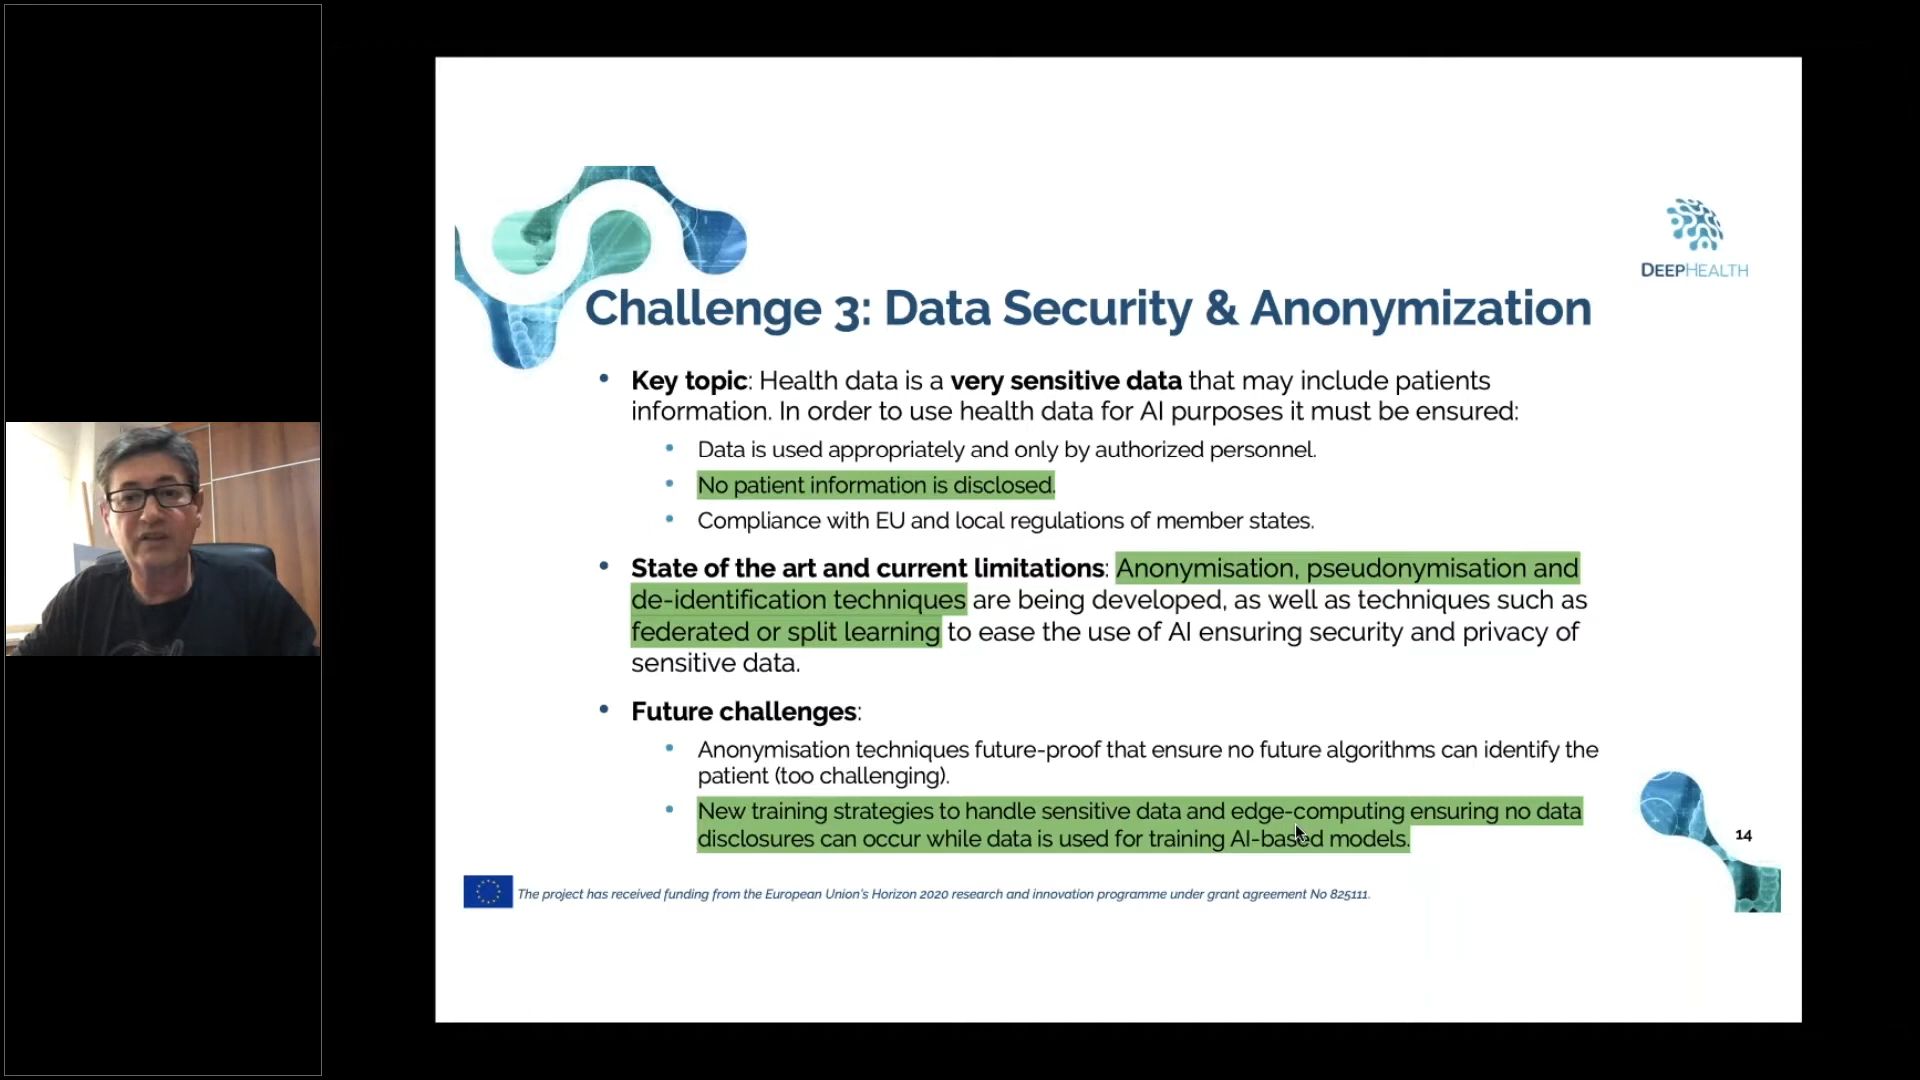 DEEPHEALTH
Challenge 3: Data Security & Anonymization
• Key topic: Health data is a very sensitive data that may include patients
information. In order to use health data for AI purposes it must be ensured:
• Data is used appropriately and only by authorized personnel.
• No patient information is disclosed.
• Compliance with EU and local regulations of member states.
• State of the art and current limitations: Anonymisation, pseudonymisation and
de-identification techniques are being developed, as well as techniques such as
federated or split learning to ease the use of AI ensuring security and privacy of
sensitive data.
• Future challenges:
• Anonymisation techniques future-proof that ensure no future algorithms can identify the
patient (too challenging).
• New training strategies to handle sensitive data and edge-computing ensuring no data
disclosures can occur while data is used for training AI-based models.
14
The project has received funding from the European Union's Horizon 2020 research and innovation programme under grant agreement No 825111.